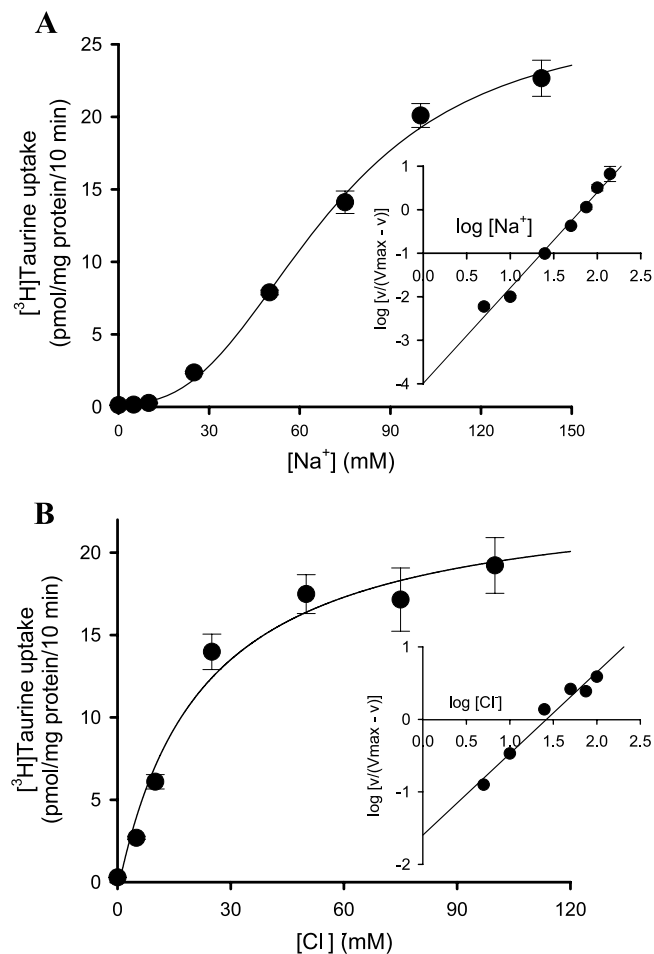 A
[³H]Taurine uptake
(pmol/mg protein/10 min)
25
20
15
10
5
0
0 30 60 90 120 150
[Na⁺] (mM)
log [v/(Vmax - v)]
1
0
-1
-2
-3
-4
log [Na⁺]
0.0 0.5 1.0 1.5 2.0 2.5
B
[³H]Taurine uptake
(pmol/mg protein/10 min)
20
15
10
5
0
0 30 60 90 120
[Cl⁻] (mM)
log [v/(Vmax - v)]
1
0
-1
-2
log [Cl⁻]
0.0 0.5 1.0 1.5 2.0 2.5